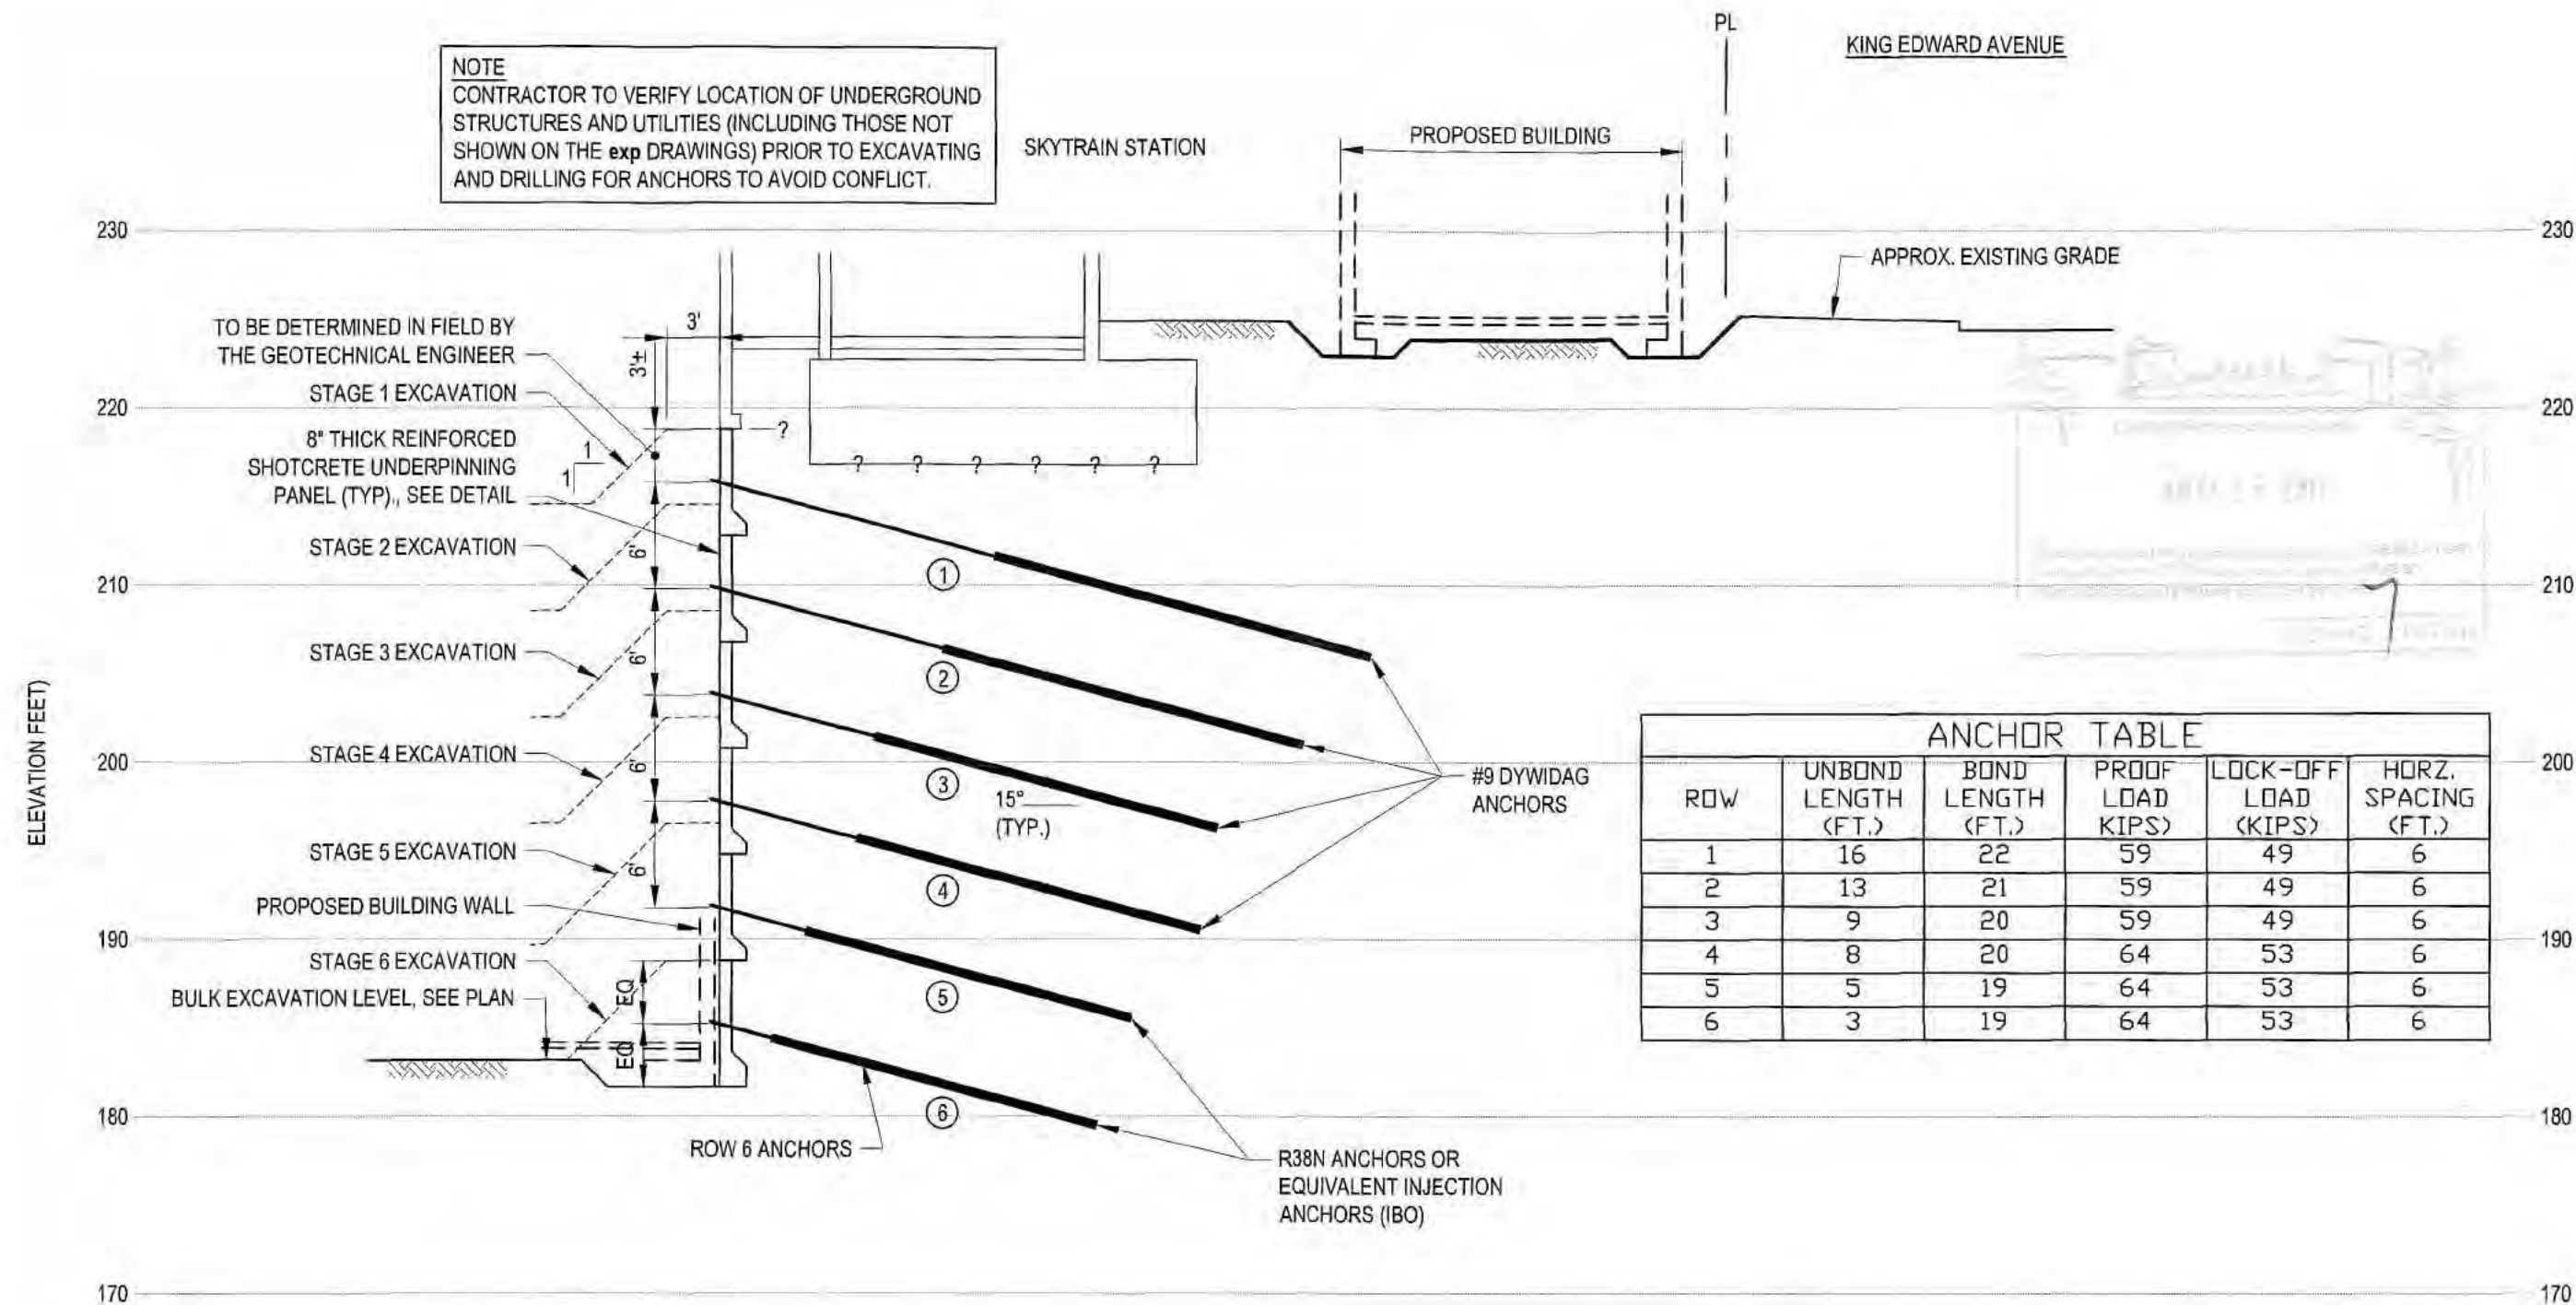 PL
KING EDWARD AVENUE
NOTE
CONTRACTOR TO VERIFY LOCATION OF UNDERGROUND
STRUCTURES AND UTILITIES (INCLUDING THOSE NOT
SHOWN ON THE exp DRAWINGS) PRIOR TO EXCAVATING
AND DRILLING FOR ANCHORS TO AVOID CONFLICT.
SKYTRAIN STATION
PROPOSED BUILDING
230
230
APPROX. EXISTING GRADE
TO BE DETERMINED IN FIELD BY
THE GEOTECHNICAL ENGINEER
3'
3'±
STAGE 1 EXCAVATION
220
220
?
8" THICK REINFORCED
SHOTCRETE UNDERPINNING
PANEL (TYP)., SEE DETAIL
1
1
? ? ? ? ? ?
STAGE 2 EXCAVATION
6'
1
210
210
STAGE 3 EXCAVATION
6'
2
ELEVATION FEET)
STAGE 4 EXCAVATION
6'
200
200
3
15°
(TYP.)
#9 DYWIDAG
ANCHORS
STAGE 5 EXCAVATION
6'
4
PROPOSED BUILDING WALL
190
190
STAGE 6 EXCAVATION
BULK EXCAVATION LEVEL, SEE PLAN
EQ
EQ
5
180
180
6
ROW 6 ANCHORS
R38N ANCHORS OR
EQUIVALENT INJECTION
ANCHORS (IBO)
170
170
ANCHOR TABLE
ROW UNBOND LENGTH (FT.) BOND LENGTH (FT.) PROOF LOAD KIPS) LOCK-OFF LOAD (KIPS) HORZ. SPACING (FT.)
1 16 22 59 49 6
2 13 21 59 49 6
3 9 20 59 49 6
4 8 20 64 53 6
5 5 19 64 53 6
6 3 19 64 53 6